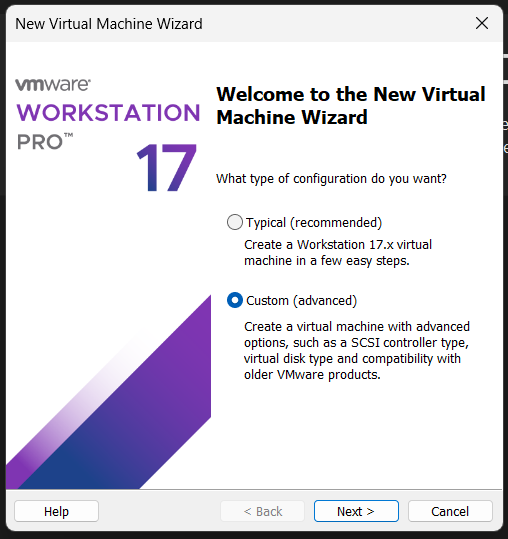 New Virtual Machine Wizard
vmware®
WORKSTATION
PRO™
17
Welcome to the New Virtual
Machine Wizard
What type of configuration do you want?
Typical (recommended)
Create a Workstation 17.x virtual
machine in a few easy steps.
Custom (advanced)
Create a virtual machine with advanced
options, such as a SCSI controller type,
virtual disk type and compatibility with
older VMware products.
Help
< Back
Next >
Cancel